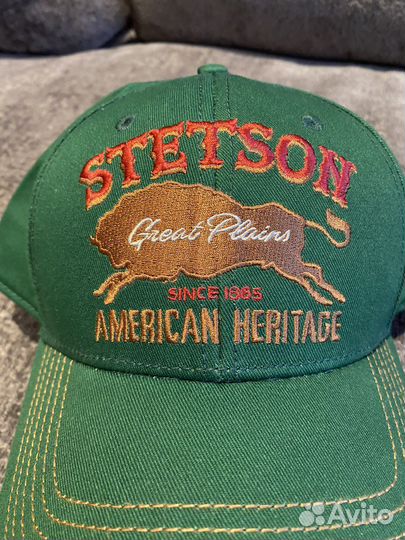 STETSON
Great Plains
SINCE 1865
AMERICAN HERITAGE
Avito